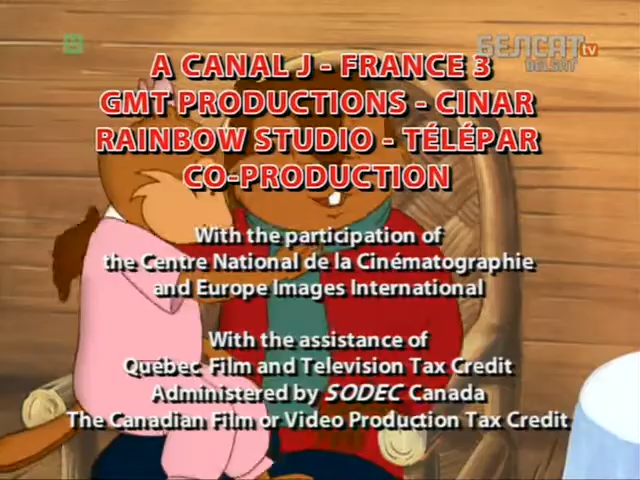 БЕЛСАТ tv
BELSAT
A CANAL J - FRANCE 3
GMT PRODUCTIONS - CINAR
RAINBOW STUDIO - TÉLÉPAR
CO-PRODUCTION
With the participation of
the Centre National de la Cinématographie
and Europe Images International
With the assistance of
Québec Film and Television Tax Credit
Administered by SODEC Canada
The Canadian Film or Video Production Tax Credit